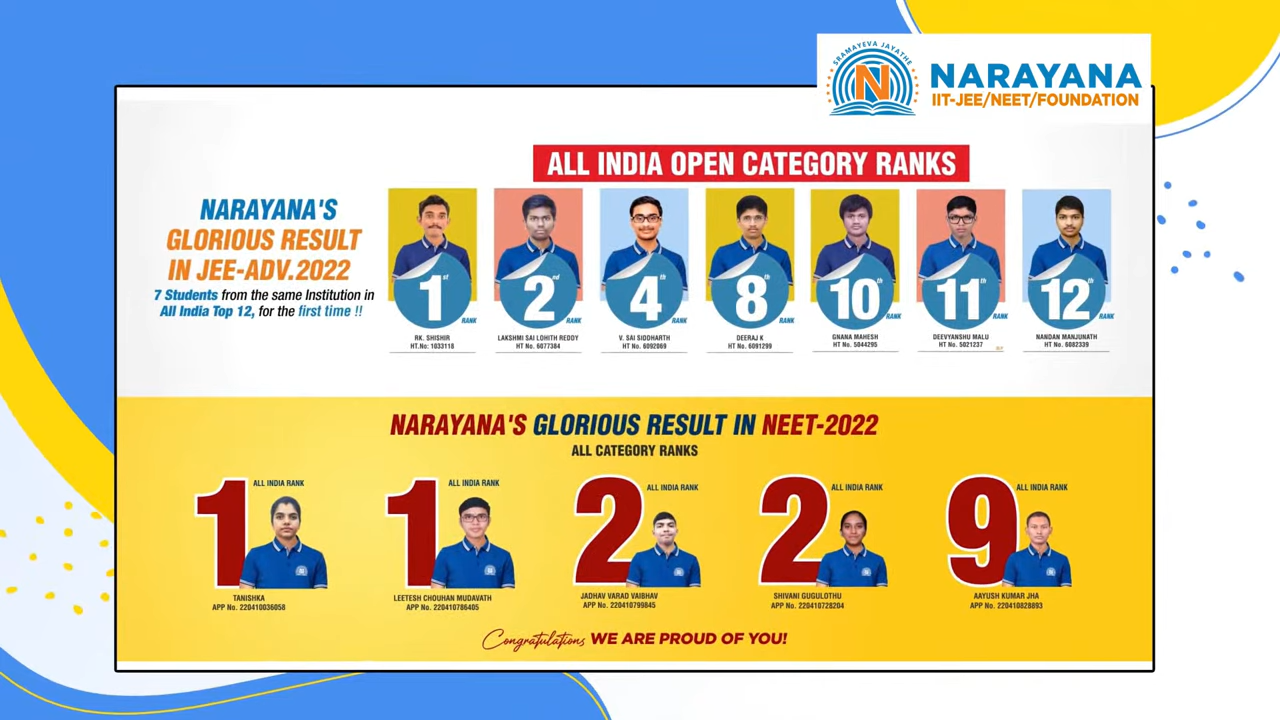 SRAMAYEVA JAYATHE
N
NARAYANA
IIT-JEE/NEET/FOUNDATION
ALL INDIA OPEN CATEGORY RANKS
NARAYANA'S
GLORIOUS RESULT
IN JEE-ADV.2022
7 Students from the same Institution in
All India Top 12, for the first time !!
1st RANK
RK. SHISHIR
HT.No: 1033118
2nd RANK
LAKSHMI SAI LOHITH REDDY
HT No. 6077384
4th RANK
V. SAI SIDDHARTH
HT No. 6092069
8th RANK
DEERAJ K
HT No. 6091299
10th RANK
GNANA MAHESH
HT No. 5044295
11th RANK
DEEVYANSHU MALU
HT No. 5021237
12th RANK
NANDAN MANJUNATH
HT No. 6082339
NARAYANA'S GLORIOUS RESULT IN NEET-2022
ALL CATEGORY RANKS
1 ALL INDIA RANK
TANISHKA
APP No. 220410036058
1 ALL INDIA RANK
LEETESH CHOUHAN MUDAVATH
APP No. 220410786405
2 ALL INDIA RANK
JADHAV VARAD VAIBHAV
APP No. 220410799845
2 ALL INDIA RANK
SHIVANI GUGULOTHU
APP No. 220410728204
9 ALL INDIA RANK
AAYUSH KUMAR JHA
APP No. 220410828893
Congratulations WE ARE PROUD OF YOU!